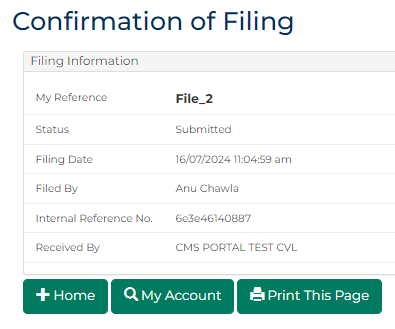 Confirmation of Filing
Filing Information
My Reference File_2
Status Submitted
Filing Date 16/07/2024 11:04:59 am
Filed By Anu Chawla
Internal Reference No. 6e3e46140887
Received By CMS PORTAL TEST CVL
Home My Account Print This Page